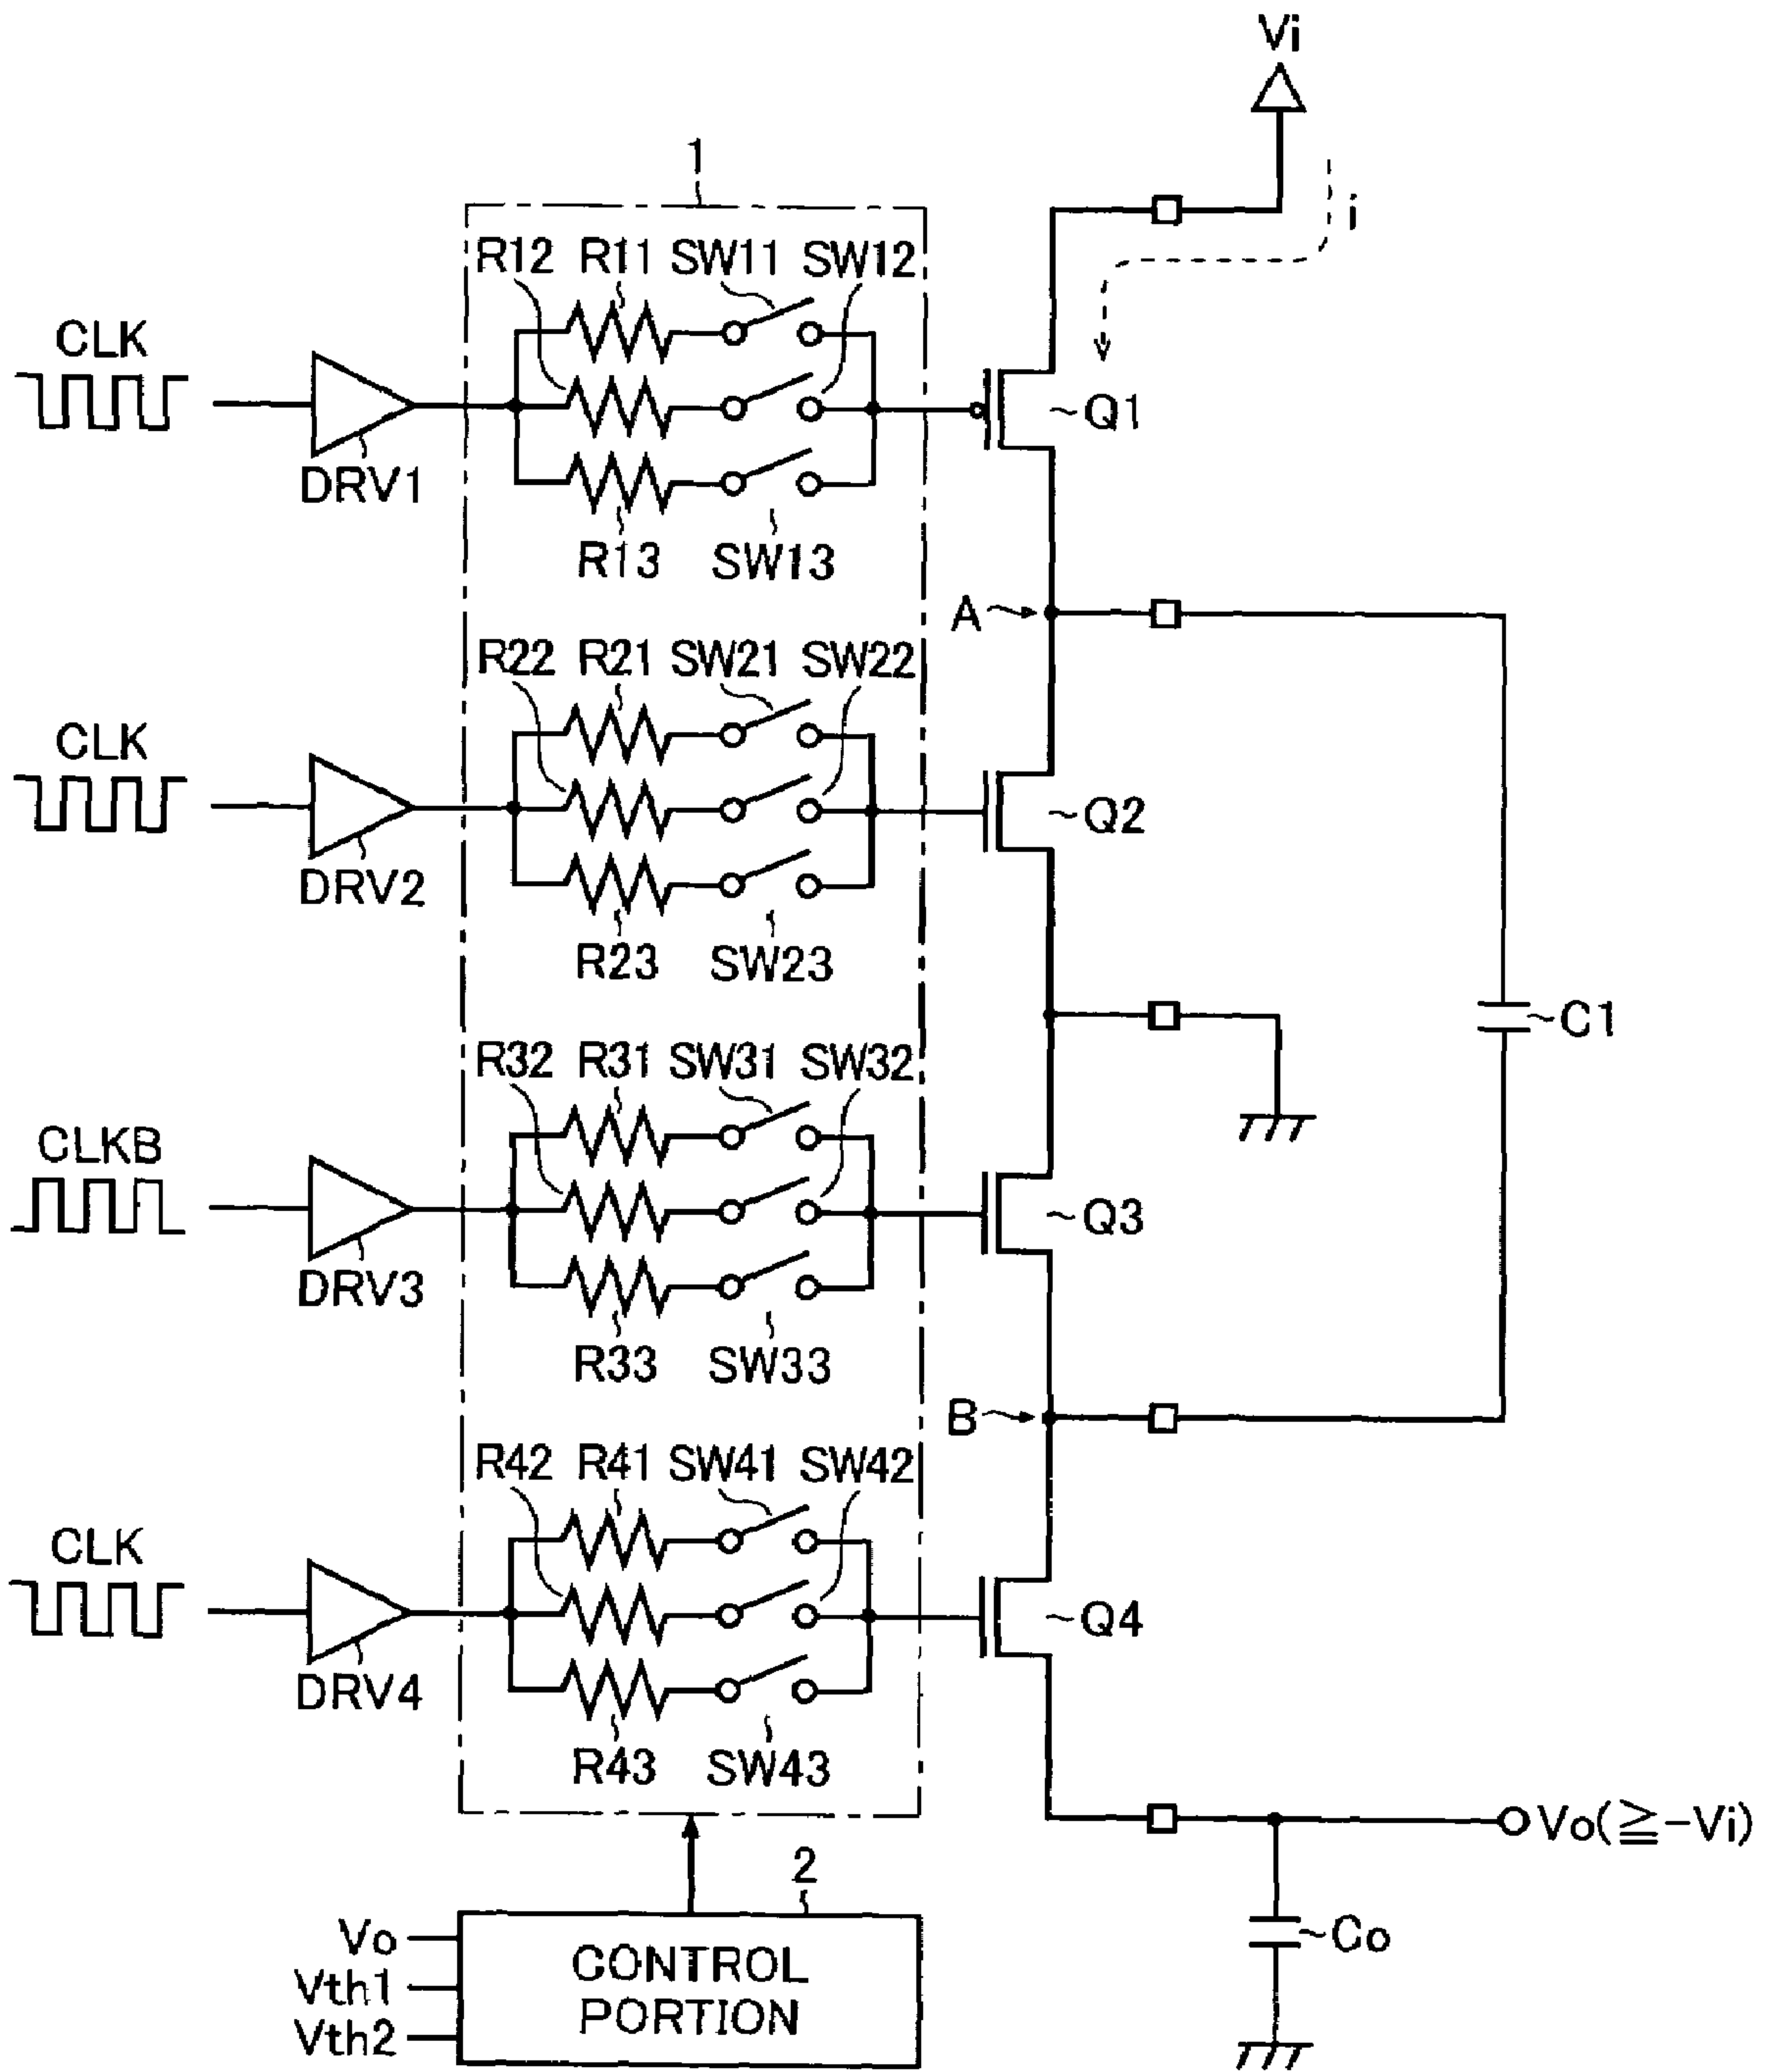 Vi
1
i
R12 R11 SW11 SW12
CLK
Q1
DRV1
R13 SW13
A
R22 R21 SW21 SW22
CLK
Q2
DRV2
R23 SW23
C1
R32 R31 SW31 SW32
CLKB
Q3
DRV3
R33 SW33
B
R42 R41 SW41 SW42
CLK
Q4
DRV4
R43 SW43
Vo(≧-Vi)
2
Vo
Co
CONTROL
Vth1
PORTION
Vth2